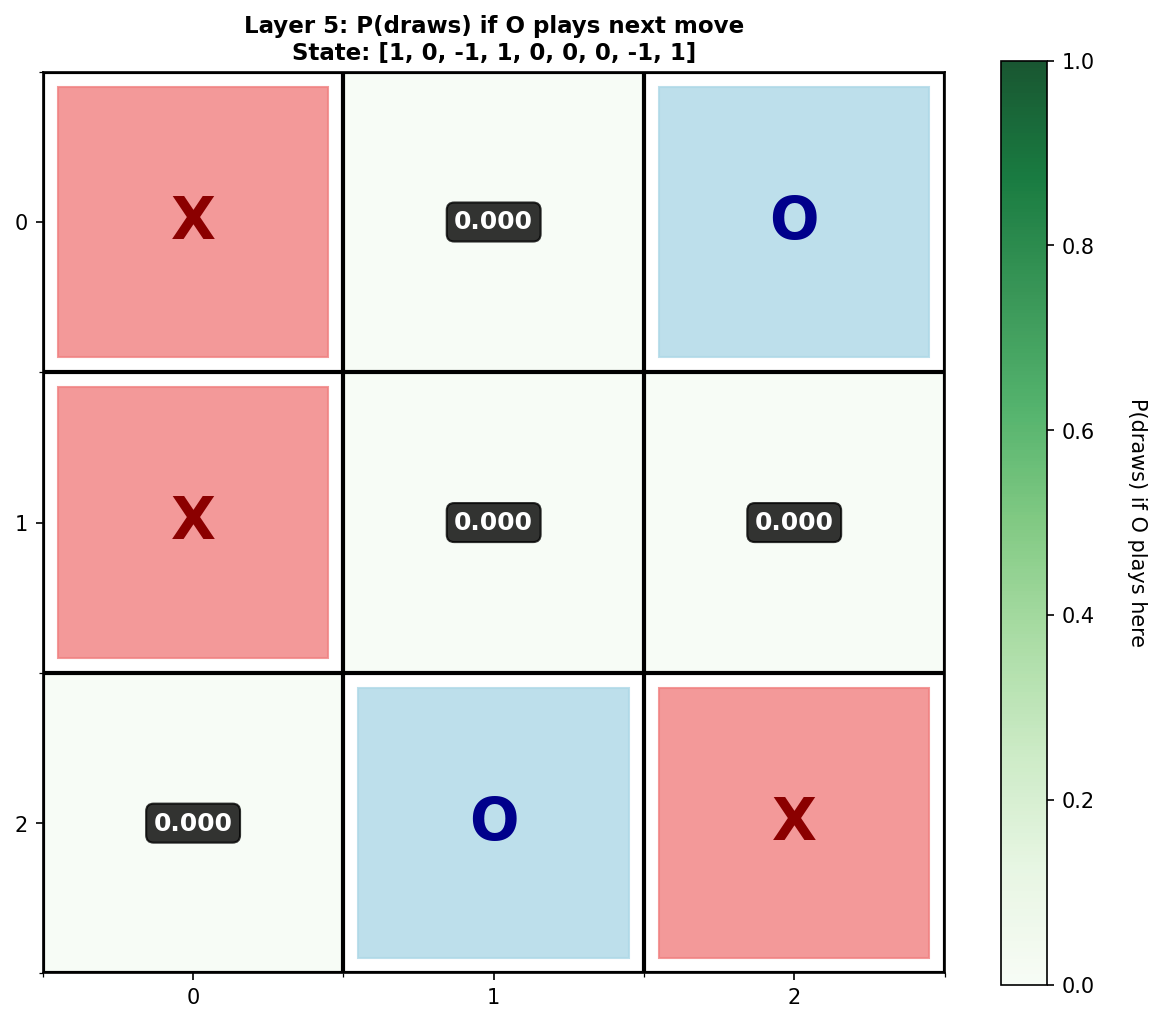 Layer 5: P(draws) if O plays next move
State: [1, 0, -1, 1, 0, 0, 0, -1, 1]
X
0.000
O
X
0.000
0.000
0.000
O
X
0
1
2
0
1
2
1.0
0.8
0.6
0.4
0.2
0.0
P(draws) if O plays here